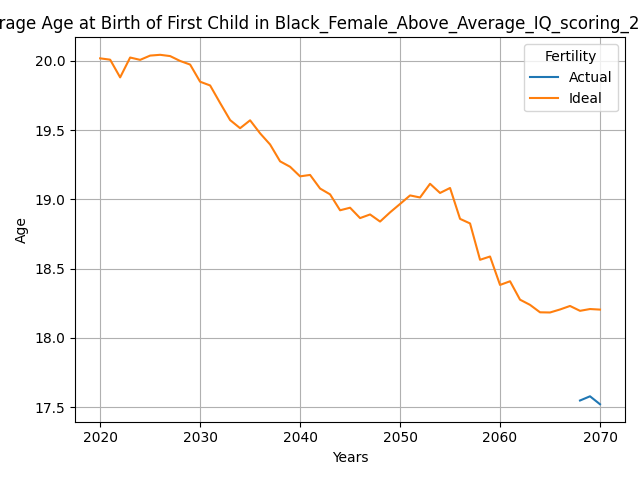 rage Age at Birth of First Child in Black_Female_Above_Average_IQ_scoring_2
Fertility
Actual
Ideal
20.0
19.5
19.0
18.5
18.0
17.5
Age
2020 2030 2040 2050 2060 2070
Years